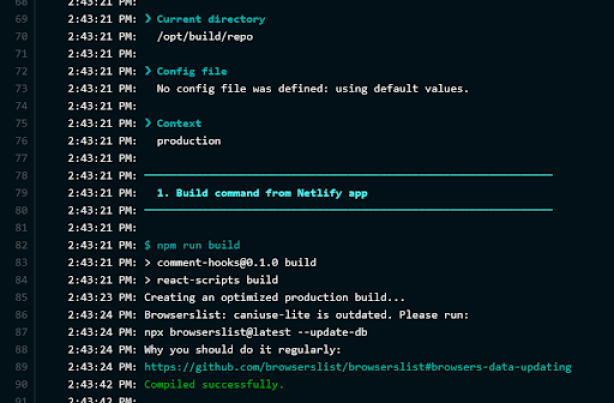 68 2:43:21 PM:
69 2:43:21 PM: ❯ Current directory
70 2:43:21 PM: /opt/build/repo
71 2:43:21 PM:
72 2:43:21 PM: ❯ Config file
73 2:43:21 PM: No config file was defined: using default values.
74 2:43:21 PM:
75 2:43:21 PM: ❯ Context
76 2:43:21 PM: production
77 2:43:21 PM:
78 2:43:21 PM: ────────────────────────────────────────────────────────────────
79 2:43:21 PM: 1. Build command from Netlify app
80 2:43:21 PM: ────────────────────────────────────────────────────────────────
81 2:43:21 PM:
82 2:43:21 PM: $ npm run build
83 2:43:21 PM: > comment-hooks@0.1.0 build
84 2:43:21 PM: > react-scripts build
85 2:43:23 PM: Creating an optimized production build...
86 2:43:24 PM: Browserslist: caniuse-lite is outdated. Please run:
87 2:43:24 PM: npx browserslist@latest --update-db
88 2:43:24 PM: Why you should do it regularly:
89 2:43:24 PM: https://github.com/browserslist/browserslist#browsers-data-updating
90 2:43:42 PM: Compiled successfully.
91 2:43:42 PM: